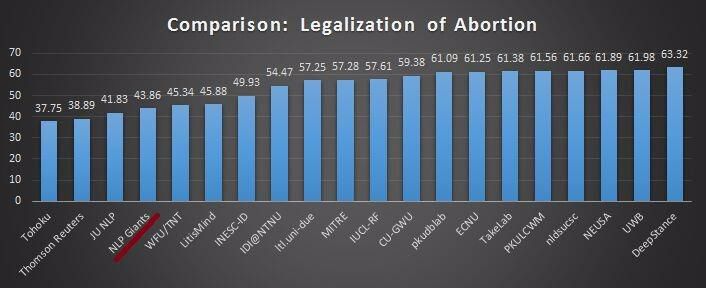 Comparison: Legalization of Abortion
70
60
50
40
30
20
10
0
37.75 38.89 41.83 43.86 45.34 45.88 49.93 54.47 57.25 57.28 57.61 59.38 61.09 61.25 61.38 61.56 61.66 61.89 61.98 63.32
Tohoku
Thomson Reuters
JU NLP
NLP Giants
WFU/TNT
LitisMind
INESC-ID
IDI@NTNU
ltl.uni-due
MITRE
IUCL-RF
CU-GWU
pkudblab
ECNU
TakeLab
PKULCWM
nldsucsc
NEUSA
UWB
DeepStance